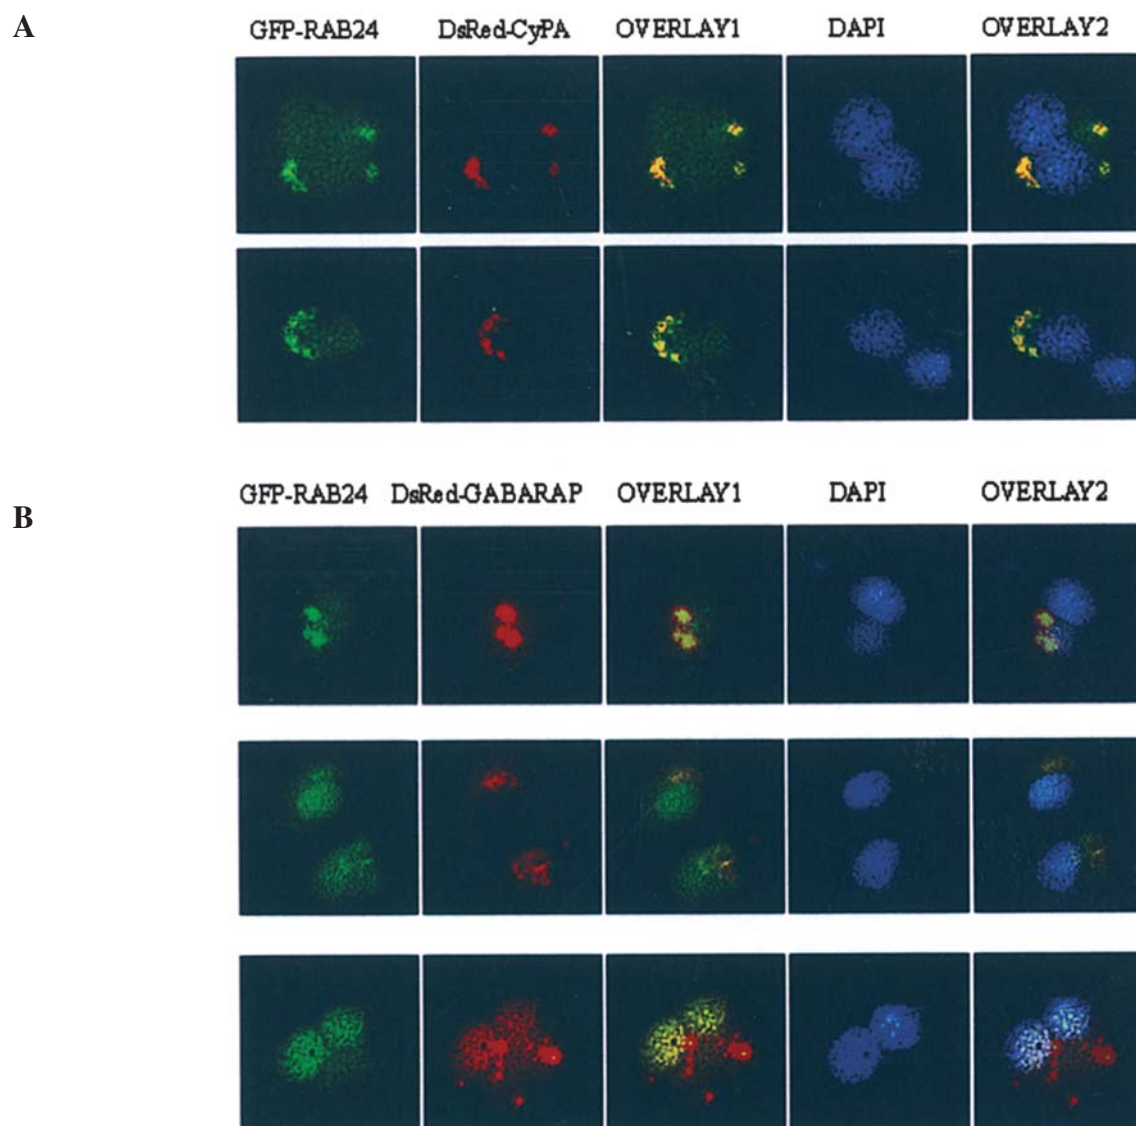 A
GFP-RAB24 DsRed-CyPA OVERLAY1 DAPI OVERLAY2
B
GFP-RAB24 DsRed-GABARAP OVERLAY1 DAPI OVERLAY2